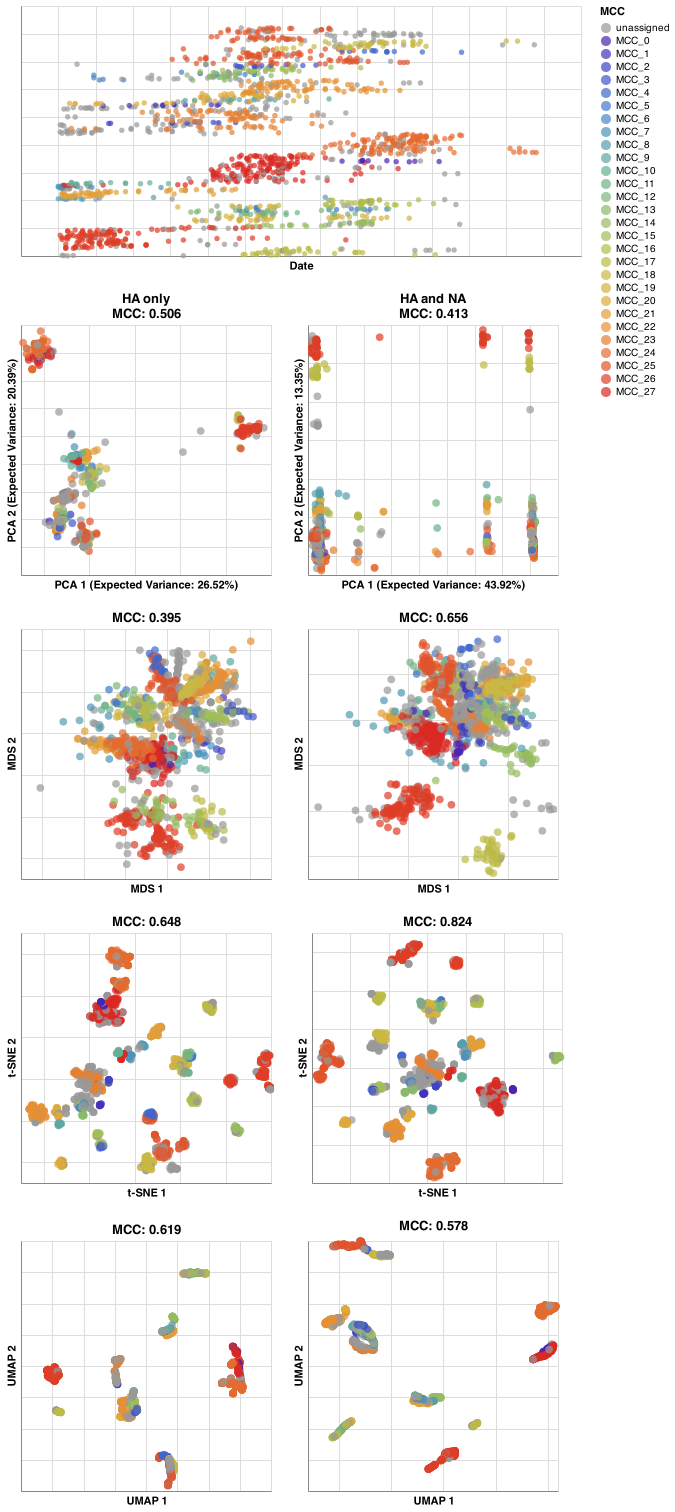 MCC
unassigned
MCC_0
MCC_1
MCC_2
MCC_3
MCC_4
MCC_5
MCC_6
MCC_7
MCC_8
MCC_9
MCC_10
MCC_11
MCC_12
MCC_13
MCC_14
MCC_15
MCC_16
MCC_17
MCC_18
MCC_19
MCC_20
MCC_21
MCC_22
MCC_23
MCC_24
MCC_25
MCC_26
MCC_27
Date
HA only
MCC: 0.506
HA and NA
MCC: 0.413
PCA 2 (Expected Variance: 20.39%)
PCA 1 (Expected Variance: 26.52%)
PCA 2 (Expected Variance: 13.35%)
PCA 1 (Expected Variance: 43.92%)
MCC: 0.395
MCC: 0.656
MDS 2
MDS 1
MDS 2
MDS 1
MCC: 0.648
MCC: 0.824
t-SNE 2
t-SNE 1
t-SNE 2
t-SNE 1
MCC: 0.619
MCC: 0.578
UMAP 2
UMAP 1
UMAP 2
UMAP 1